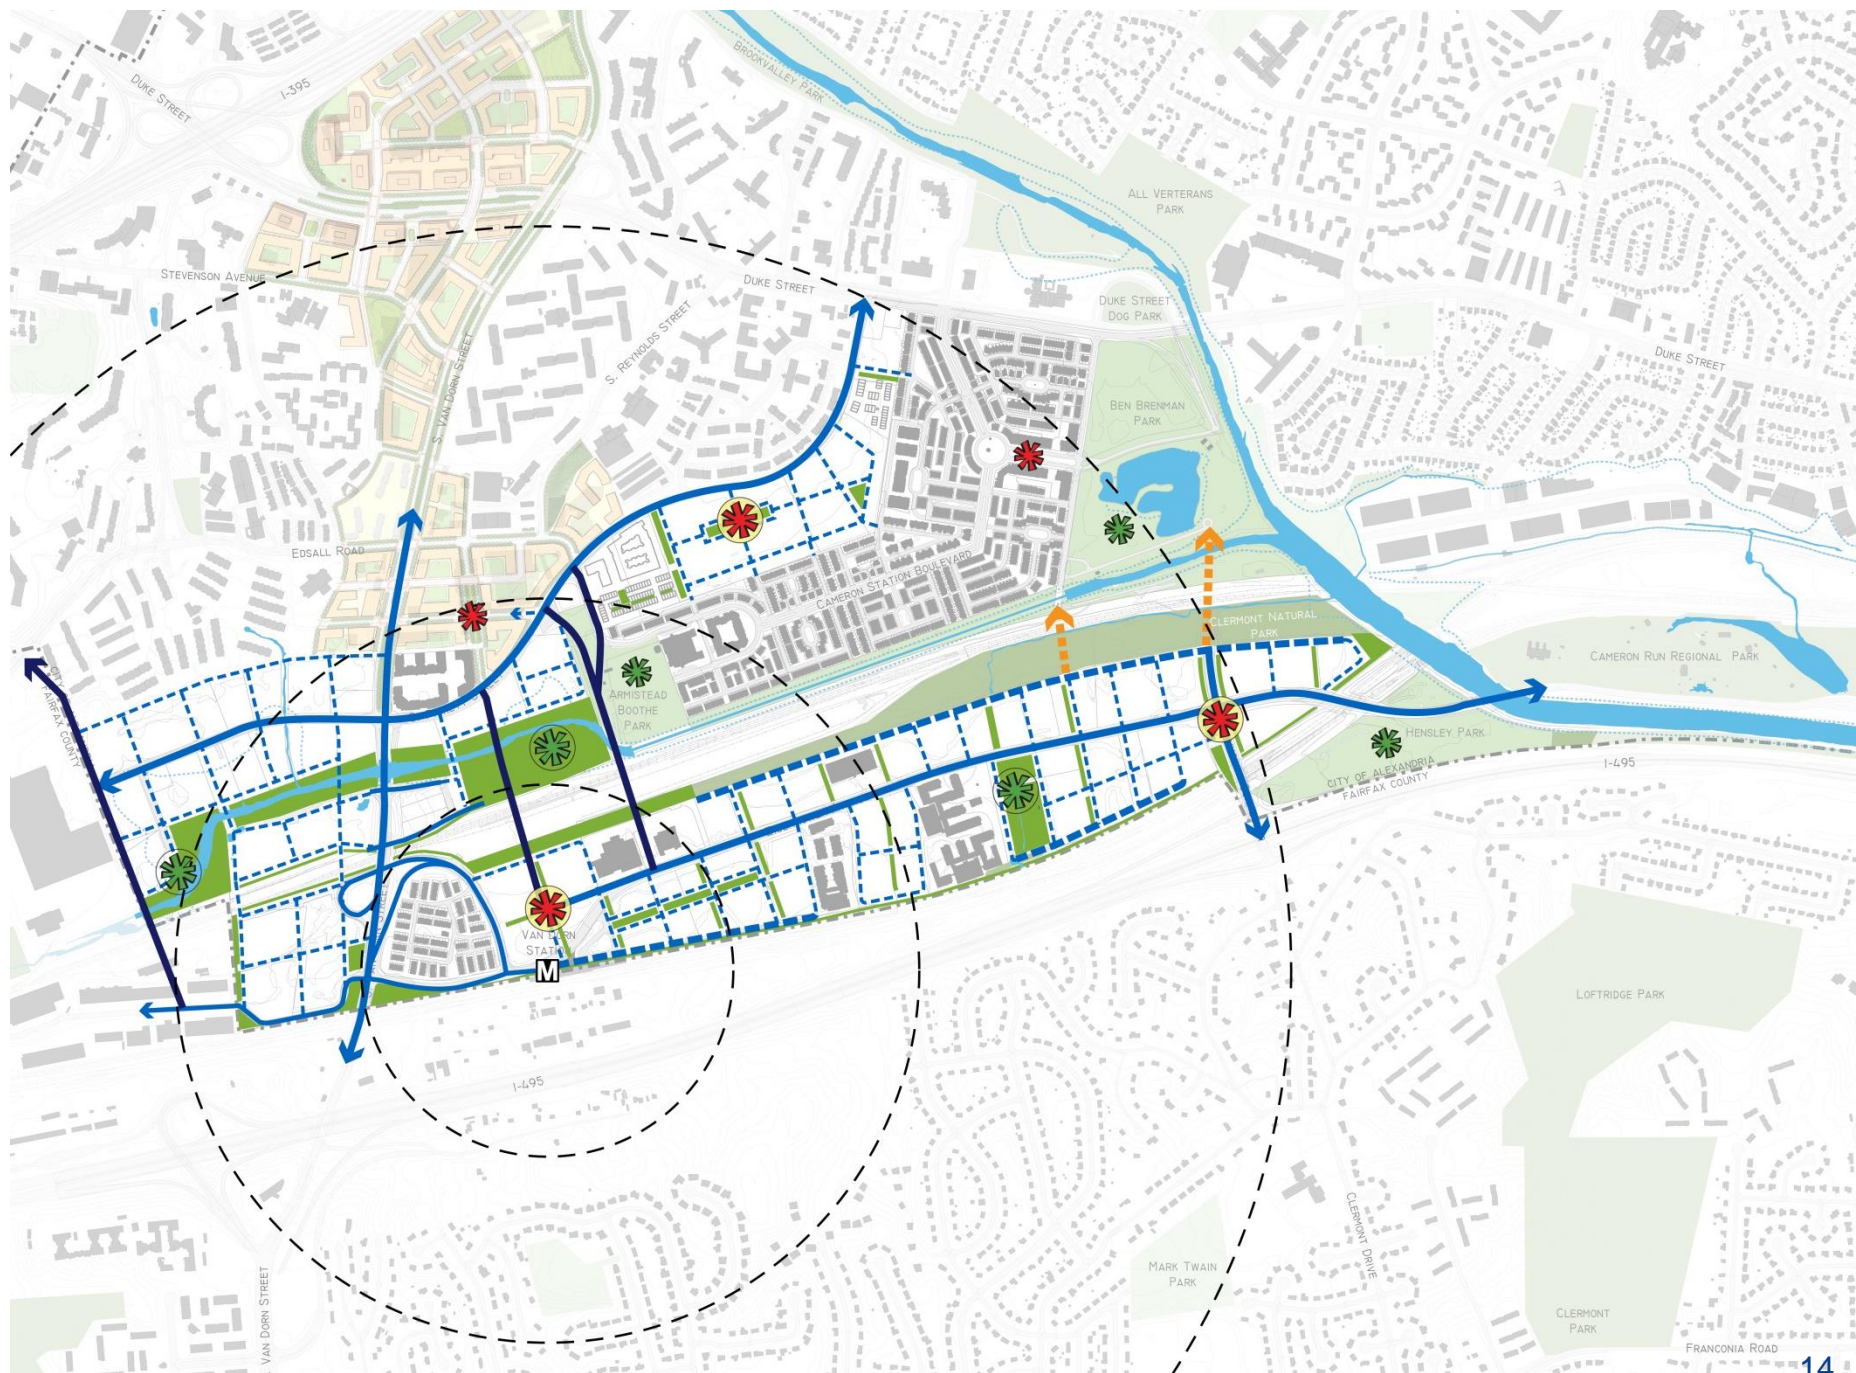 BROOKVALLEY PARK
DUKE STREET
I-395
ALL VERTERANS
PARK
STEVENSON AVENUE
DUKE STREET
DUKE STREET
DOG PARK
S. REYNOLDS STREET
S. VAN DORN STREET
DUKE STREET
BEN BRENMAN
PARK
EDSALL ROAD
CAMERON STATION BOULEVARD
CLERMONT NATURAL
PARK
CAMERON RUN REGIONAL PARK
ARMISTEAD
BOOTHE
PARK
FAIRFAX COUNTY
HENSLEY PARK
I-495
CITY OF ALEXANDRIA
FAIRFAX COUNTY
VAN DORN
STATION
M
LOFTRIDGE PARK
I-495
CLERMONT DRIVE
MARK TWAIN
PARK
VAN DORN STREET
CLERMONT
PARK
FRANCONIA ROAD
14